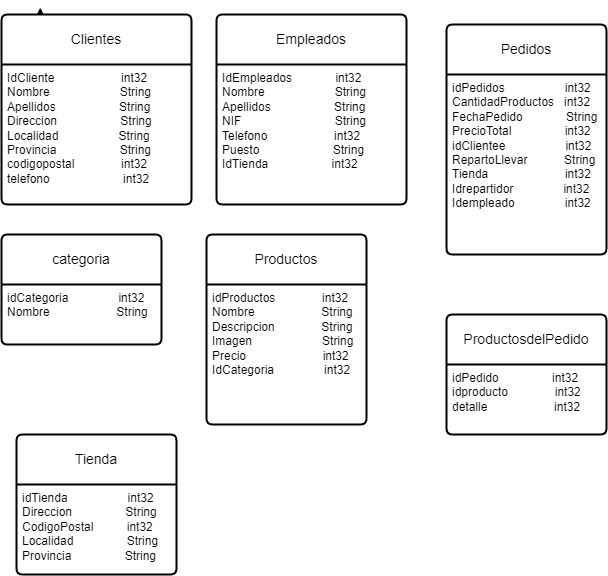 Clientes
IdCliente int32
Nombre String
Apellidos String
Direccion String
Localidad String
Provincia String
codigopostal int32
telefono int32
Empleados
IdEmpleados int32
Nombre String
Apellidos String
NIF String
Telefono int32
Puesto String
IdTienda int32
Pedidos
idPedidos int32
CantidadProductos int32
FechaPedido String
PrecioTotal int32
idClientee int32
RepartoLlevar String
Tienda int32
Idrepartidor int32
Idempleado int32
categoria
idCategoria int32
Nombre String
Productos
idProductos int32
Nombre String
Descripcion String
Imagen String
Precio int32
IdCategoria int32
ProductosdelPedido
idPedido int32
idproducto int32
detalle int32
Tienda
idTienda int32
Direccion String
CodigoPostal int32
Localidad String
Provincia String